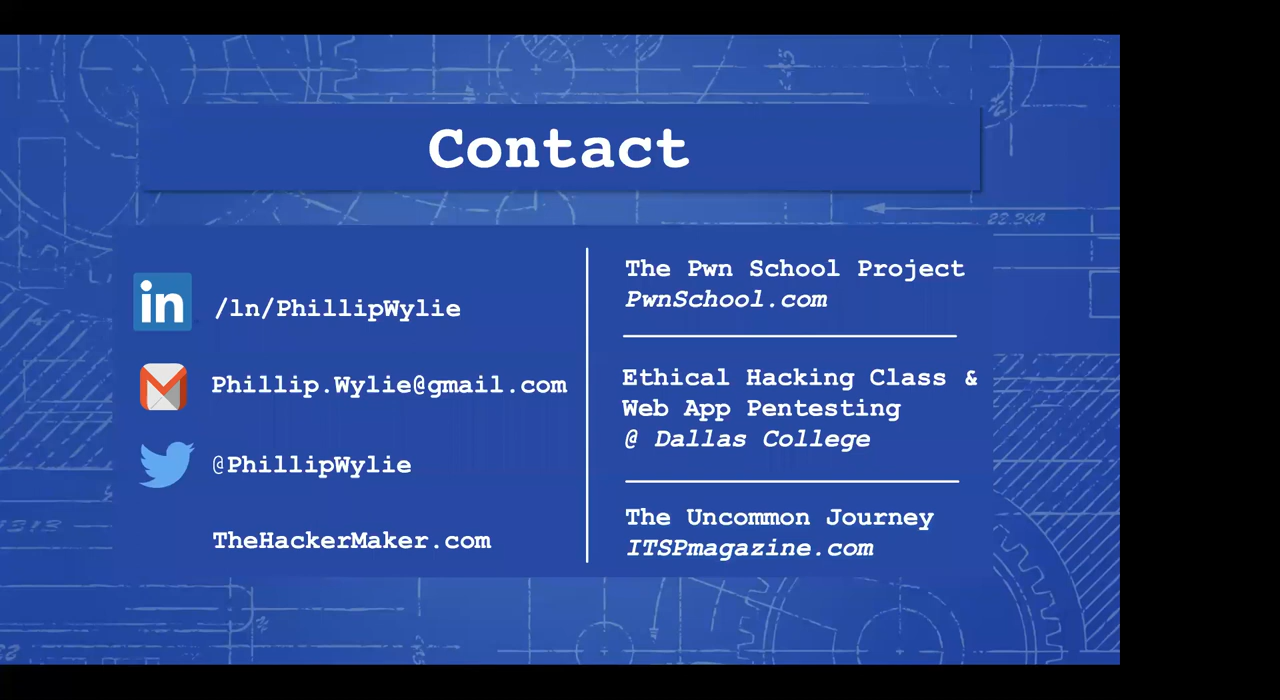 Contact
in
/ln/PhillipWylie
Phillip.Wylie@gmail.com
@PhillipWylie
TheHackerMaker.com
The Pwn School Project
PwnSchool.com
Ethical Hacking Class &
Web App Pentesting
@ Dallas College
The Uncommon Journey
ITSPmagazine.com